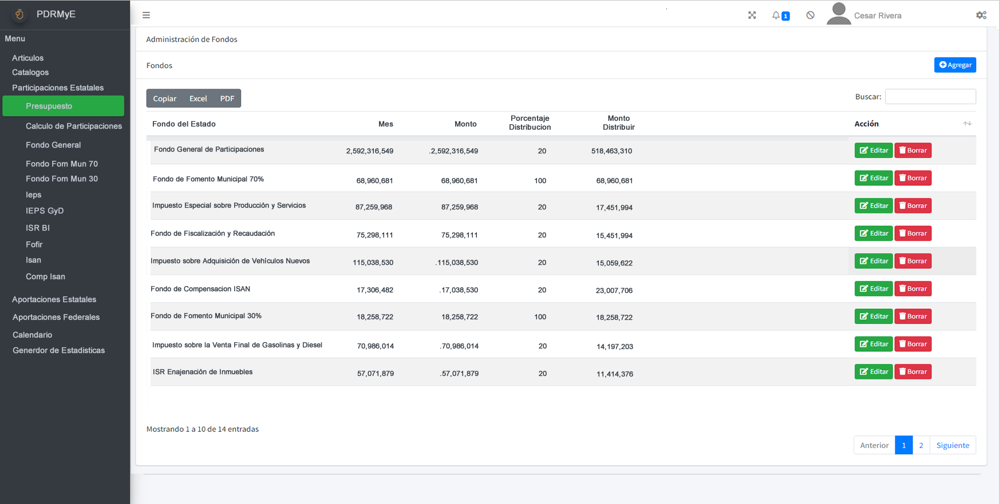 PDRMyE
1
Cesar Rivera
Menu
Articulos
Catalogos
Participaciones Estatales
Presupuesto
Calculo de Participaciones
Fondo General
Fondo Fom Mun 70
Fondo Fom Mun 30
Ieps
IEPS GyD
ISR BI
Fofir
Isan
Comp Isan
Aportaciones Estatales
Aportaciones Federales
Calendario
Generdor de Estadisticas
Administración de Fondos
Fondos
Agregar
Copiar Excel PDF
Buscar:
Fondo del Estado Mes Monto Porcentaje Distribucion Monto Distribuir Acción
Fondo General de Participaciones 2,592,316,549 .2,592,316,549 20 518,463,310 Editar Borrar
Fondo de Fomento Municipal 70% 68,960,681 68,960,681 100 68,960,681 Editar Borrar
Impuesto Especial sobre Producción y Servicios 87,259,968 87,259,968 20 17,451,994 Editar Borrar
Fondo de Fiscalización y Recaudación 75,298,111 75,298,111 20 15,451,994 Editar Borrar
Impuesto sobre Adquisición de Vehículos Nuevos 115,038,530 .115,038,530 20 15,059,622 Editar Borrar
Fondo de Compensacion ISAN 17,306,482 .17,038,530 20 23,007,706 Editar Borrar
Fondo de Fomento Municipal 30% 18,258,722 18,258,722 100 18,258,722 Editar Borrar
Impuesto sobre la Venta Final de Gasolinas y Diesel 70,986,014 .70,986,014 20 14,197,203 Editar Borrar
ISR Enajenación de Inmuebles 57,071,879 .57,071,879 20 11,414,376 Editar Borrar
Mostrando 1 a 10 de 14 entradas
Anterior 1 2 Siguiente